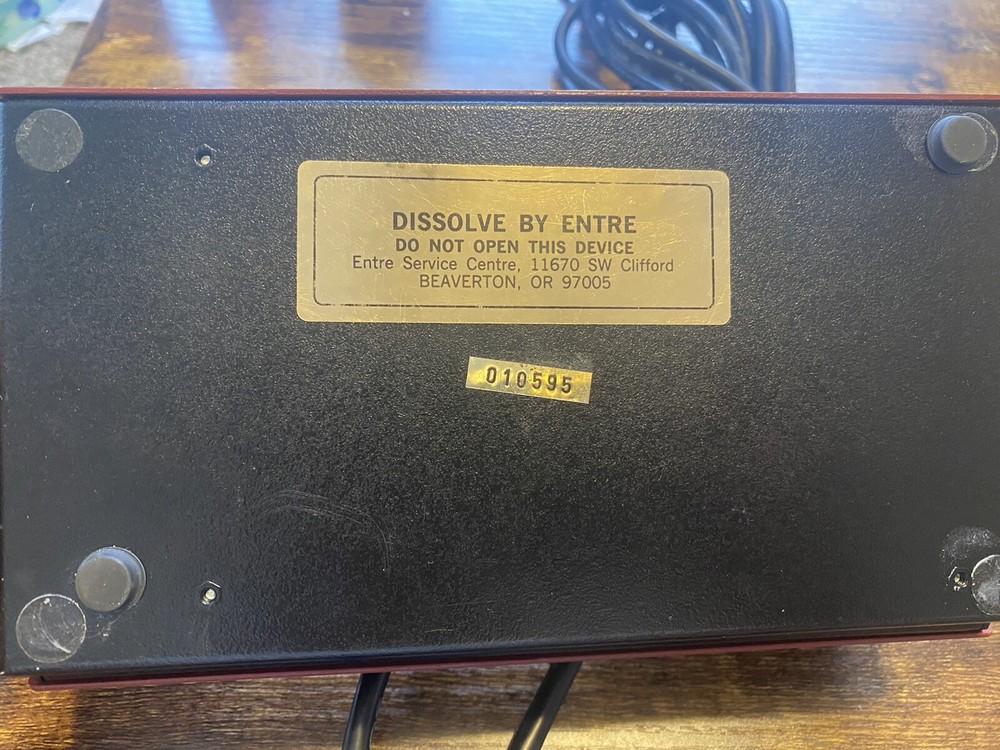 DISSOLVE BY ENTRE
DO NOT OPEN THIS DEVICE
Entre Service Centre, 11670 SW Clifford
BEAVERTON, OR 97005
010595